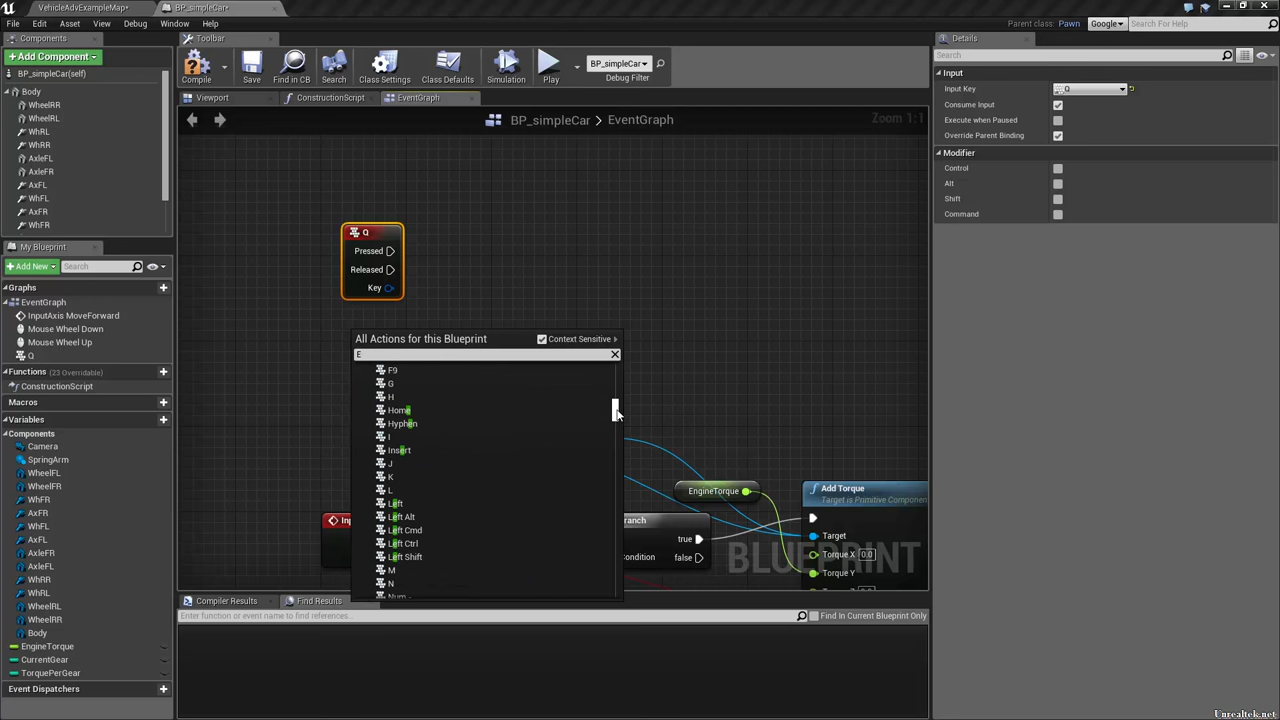 VehicleAdvExampleMap*
BP_simpleCar*
File Edit Asset View Debug Window Help
Parent class: Pawn Google Search For Help
Components
Toolbar
Details
Add Component
BP_simpleCar(self)
Body
WheelRR
WheelRL
WhRL
WhRR
AxleFL
AxleFR
AxFL
WhFL
AxFR
WhFR
Compile Save Find in CB Search Class Settings Class Defaults Simulation Play
BP_simpleCar
Debug Filter
Viewport ConstructionScript EventGraph
BP_simpleCar > EventGraph
Zoom 1:1
Q
Pressed
Released
Key
All Actions for this Blueprint
Context Sensitive
E
F9
G
H
Home
Hyphen
I
Insert
J
K
L
Left
Left Alt
Left Cmd
Left Ctrl
Left Shift
M
N
Num -
Inp
ranch
true
Condition false
EngineTorque
Add Torque
Target is Primitive Componen
Target
Torque X 0.0
Torque Y
BLUEPRINT
My Blueprint
Add New Search
Graphs
EventGraph
InputAxis MoveForward
Mouse Wheel Down
Mouse Wheel Up
Q
Functions (23 Overridable)
ConstructionScript
Macros
Variables
Components
Camera
SpringArm
WheelFL
WheelFR
WhFR
AxFR
WhFL
AxFL
AxleFR
AxleFL
WhRR
WhRL
WheelRL
WheelRR
Body
EngineTorque
CurrentGear
TorquePerGear
Event Dispatchers
Compiler Results Find Results
Enter function or event name to find references...
Find In Current Blueprint Only
Search
Input
Input Key Q
Consume Input
Execute when Paused
Override Parent Binding
Modifier
Control
Alt
Shift
Command
Unrealtek.net